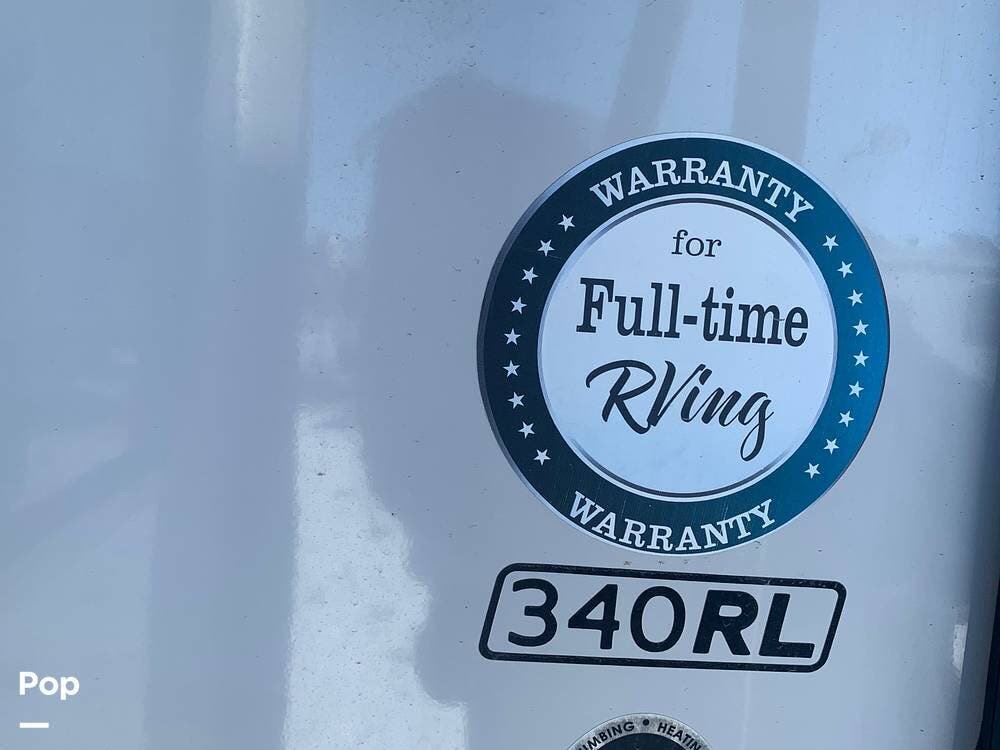 WARRANTY
for
Full-time
RVing
WARRANTY
340RL
Pop